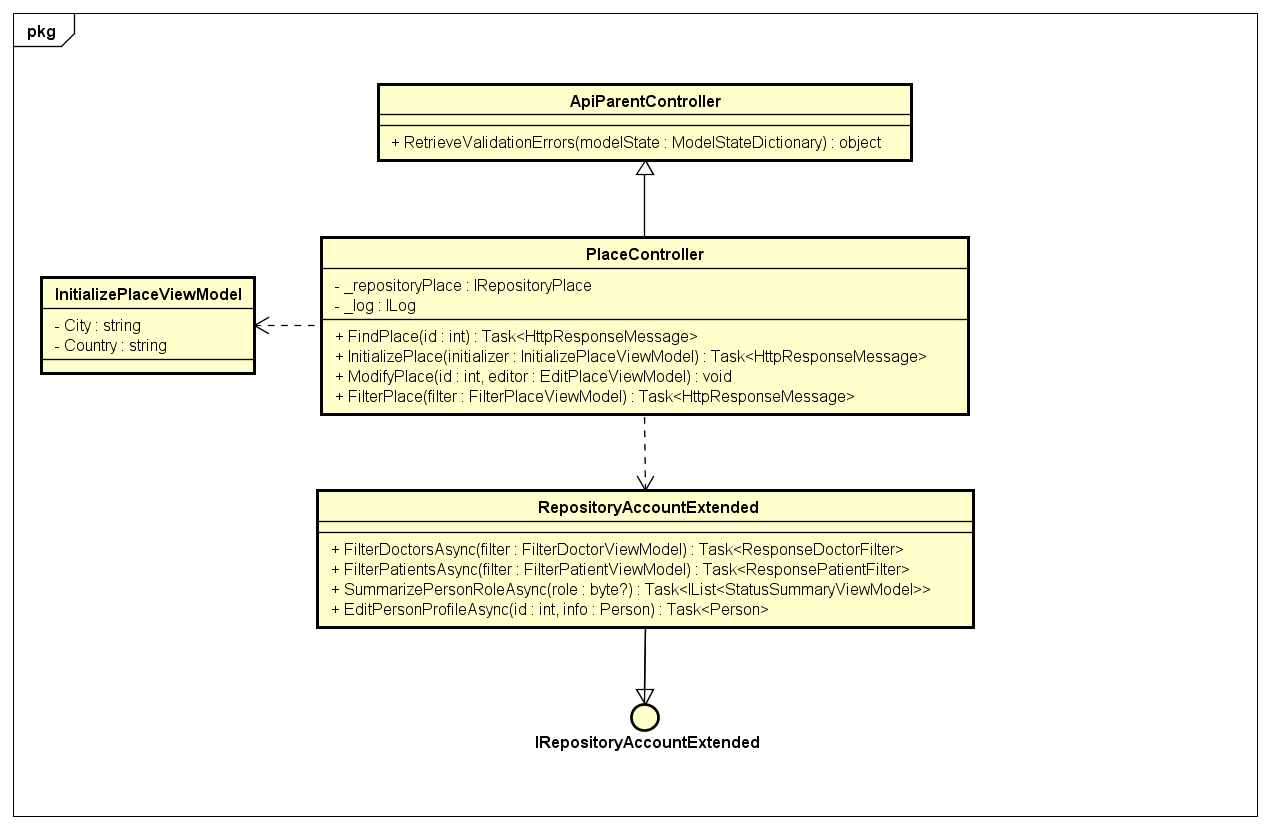 pkg
ApiParentController
+ RetrieveValidationErrors(modelState : ModelStateDictionary) : object
PlaceController
- _repositoryPlace : IRepositoryPlace
- _log : ILog
+ FindPlace(id : int) : Task<HttpResponseMessage>
+ InitializePlace(initializer : InitializePlaceViewModel) : Task<HttpResponseMessage>
+ ModifyPlace(id : int, editor : EditPlaceViewModel) : void
+ FilterPlace(filter : FilterPlaceViewModel) : Task<HttpResponseMessage>
InitializePlaceViewModel
- City : string
- Country : string
RepositoryAccountExtended
+ FilterDoctorsAsync(filter : FilterDoctorViewModel) : Task<ResponseDoctorFilter>
+ FilterPatientsAsync(filter : FilterPatientViewModel) : Task<ResponsePatientFilter>
+ SummarizePersonRoleAsync(role : byte?) : Task<IList<StatusSummaryViewModel>>
+ EditPersonProfileAsync(id : int, info : Person) : Task<Person>
IRepositoryAccountExtended